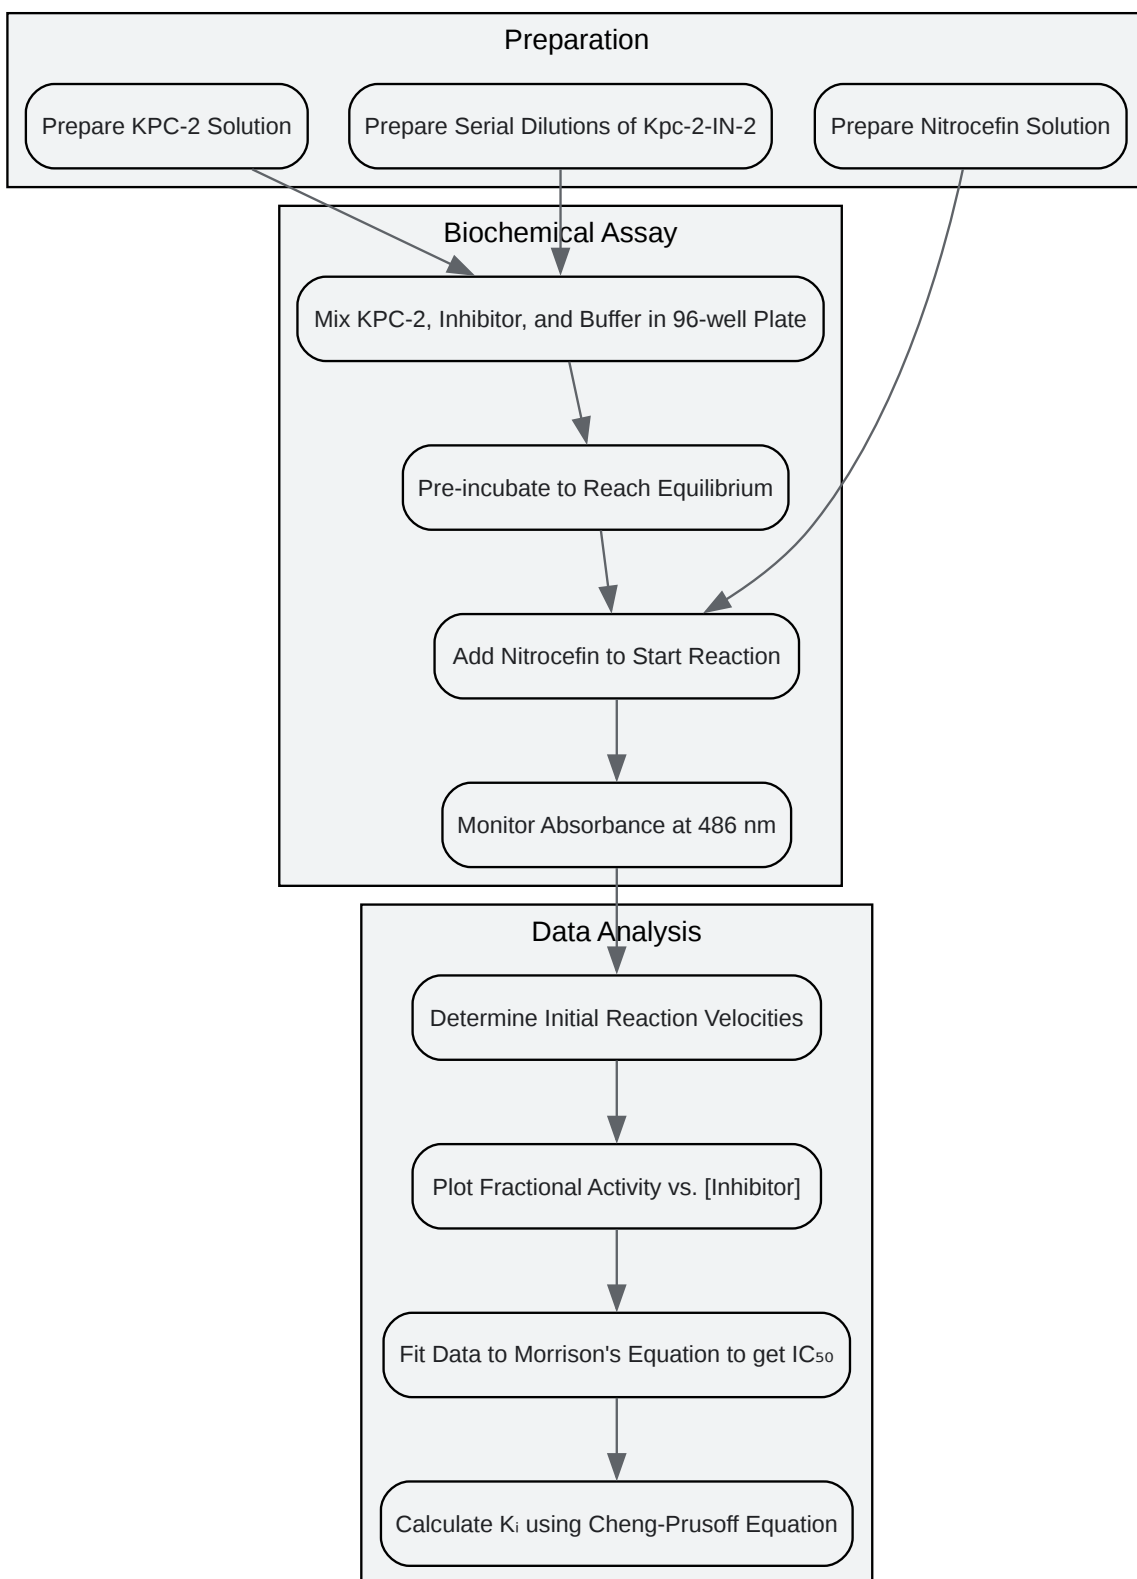 Preparation
Prepare KPC-2 Solution
Prepare Serial Dilutions of Kpc-2-IN-2
Prepare Nitrocefin Solution
Biochemical Assay
Mix KPC-2, Inhibitor, and Buffer in 96-well Plate
Pre-incubate to Reach Equilibrium
Add Nitrocefin to Start Reaction
Monitor Absorbance at 486 nm
Data Analysis
Determine Initial Reaction Velocities
Plot Fractional Activity vs. [Inhibitor]
Fit Data to Morrison's Equation to get IC₅₀
Calculate Kᵢ using Cheng-Prusoff Equation